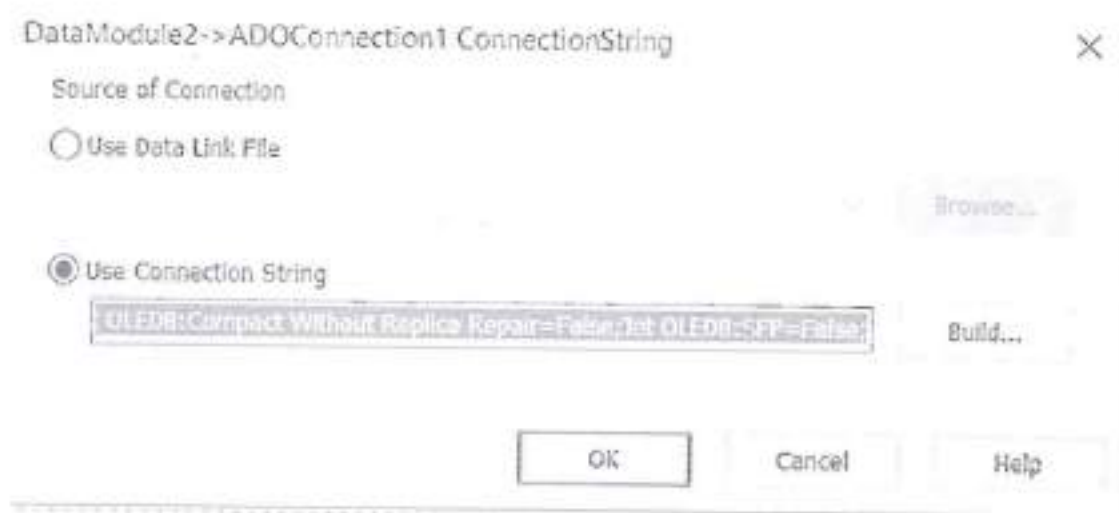 DataModule2->ADOConnection1 ConnectionString
Source of Connection
Use Data Link File
Browse...
Use Connection String
OLEDB:Compact Without Replica Repair=False;Jet OLEDB:SFP=False;
Build...
OK Cancel Help